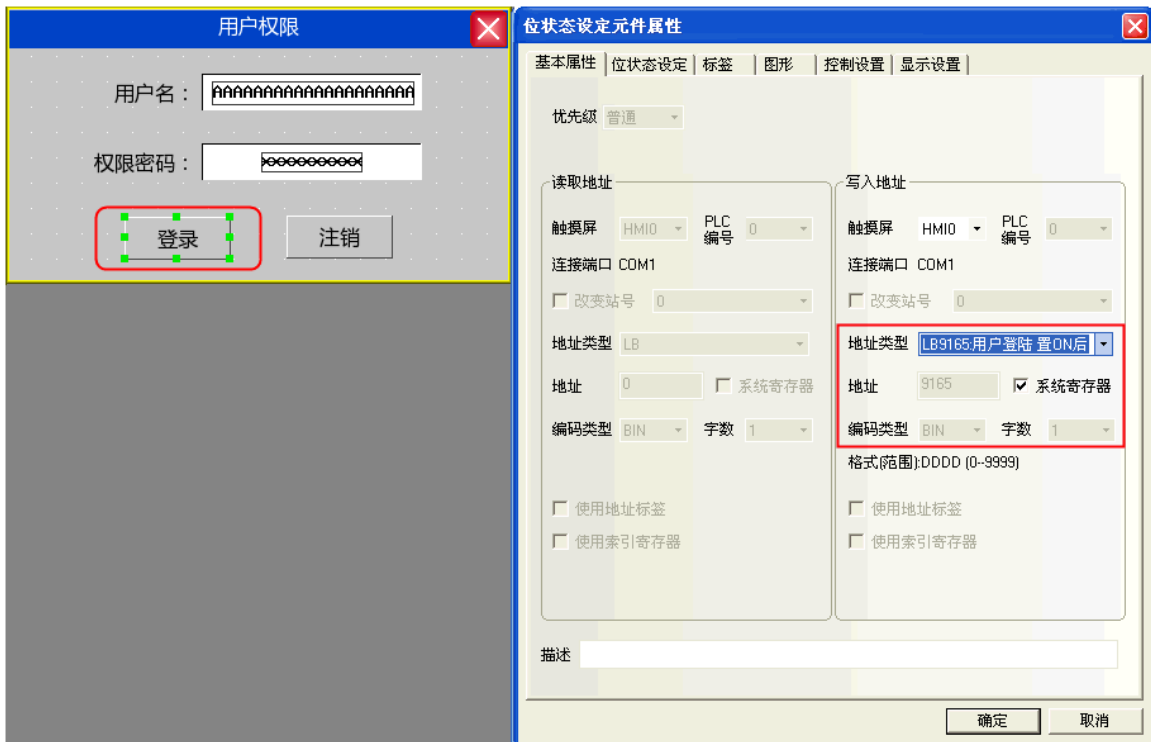 用户权限
用户名：
AAAAAAAAAAAAAAAAAAAA
权限密码：
登录
注销
位状态设定元件属性
基本属性 位状态设定 标签 图形 控制设置 显示设置
优先级 普通
读取地址
触摸屏 HMI0 PLC编号 0
连接端口 COM1
改变站号 0
地址类型 LB
地址 0 系统寄存器
编码类型 BIN 字数 1
使用地址标签
使用索引寄存器
写入地址
触摸屏 HMI0 PLC编号 0
连接端口 COM1
改变站号 0
地址类型 LB9165:用户登陆 置ON后
地址 9165 系统寄存器
编码类型 BIN 字数 1
格式(范围):DDDD (0--9999)
使用地址标签
使用索引寄存器
描述
确定 取消